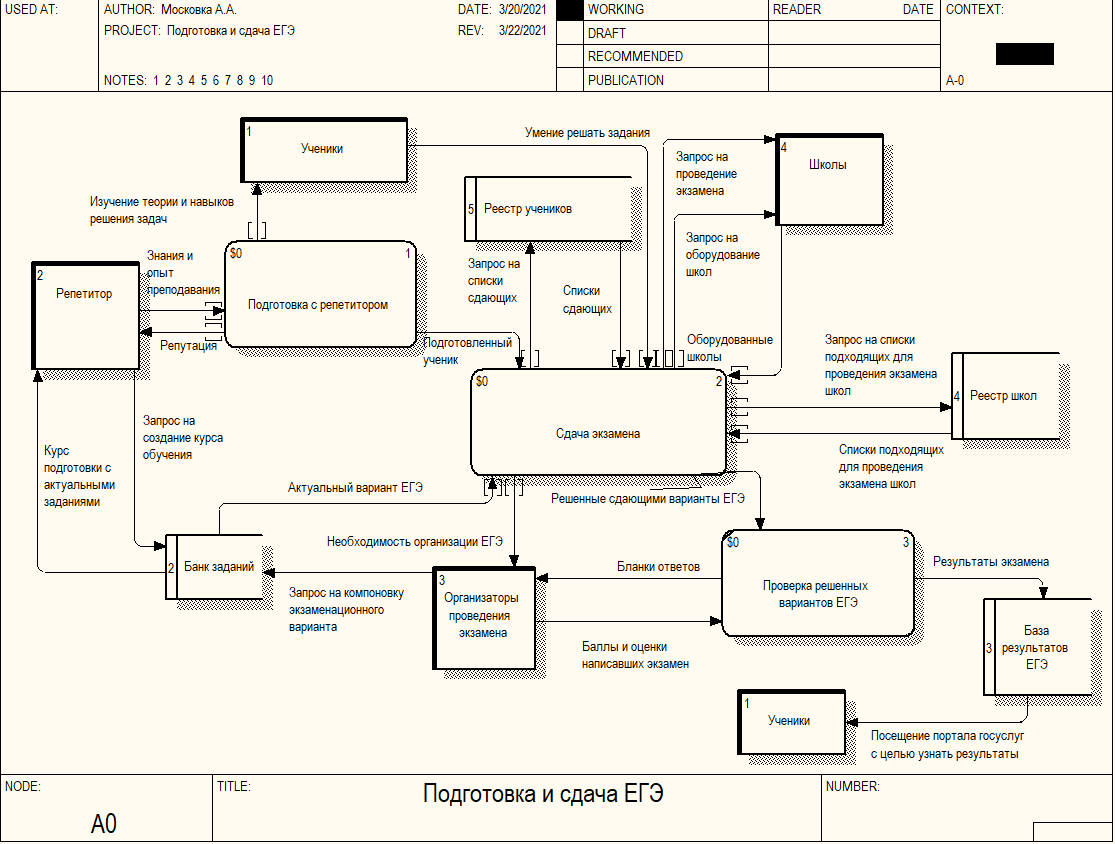 USED AT:
AUTHOR: Московка А.А.
DATE: 3/20/2021
WORKING
READER
DATE
CONTEXT:
PROJECT: Подготовка и сдача ЕГЭ
REV: 3/22/2021
DRAFT
RECOMMENDED
NOTES: 1 2 3 4 5 6 7 8 9 10
PUBLICATION
A-0
1
Ученики
Умение решать задания
Запрос на
проведение
экзамена
4
Школы
Изучение теории и навыков
решения задач
5
Реестр учеников
Запрос на
оборудование
школ
Знания и
опыт
преподавания
$0
1
Подготовка с репетитором
2
Репетитор
Запрос на
списки
сдающих
Списки
сдающих
Репутация
Подготовленный
ученик
Оборудованные
школы
Запрос на списки
подходящих для
проведения экзамена
школ
$0
2
Сдача экзамена
4
Реестр школ
Запрос на
создание курса
обучения
Курс
подготовки с
актуальными
заданиями
Списки подходящих
для проведения
экзамена школ
Актуальный вариант ЕГЭ
Решенные сдающими варианты ЕГЭ
Необходимость организации ЕГЭ
2
Банк заданий
Запрос на компоновку
экзаменационного
варианта
3
Организаторы
проведения
экзамена
Бланки ответов
$0
3
Проверка решенных
вариантов ЕГЭ
Результаты экзамена
Баллы и оценки
написавших экзамен
3
База
результатов
ЕГЭ
1
Ученики
Посещение портала госуслуг
с целью узнать результаты
NODE:
TITLE:
NUMBER:
A0
Подготовка и сдача ЕГЭ